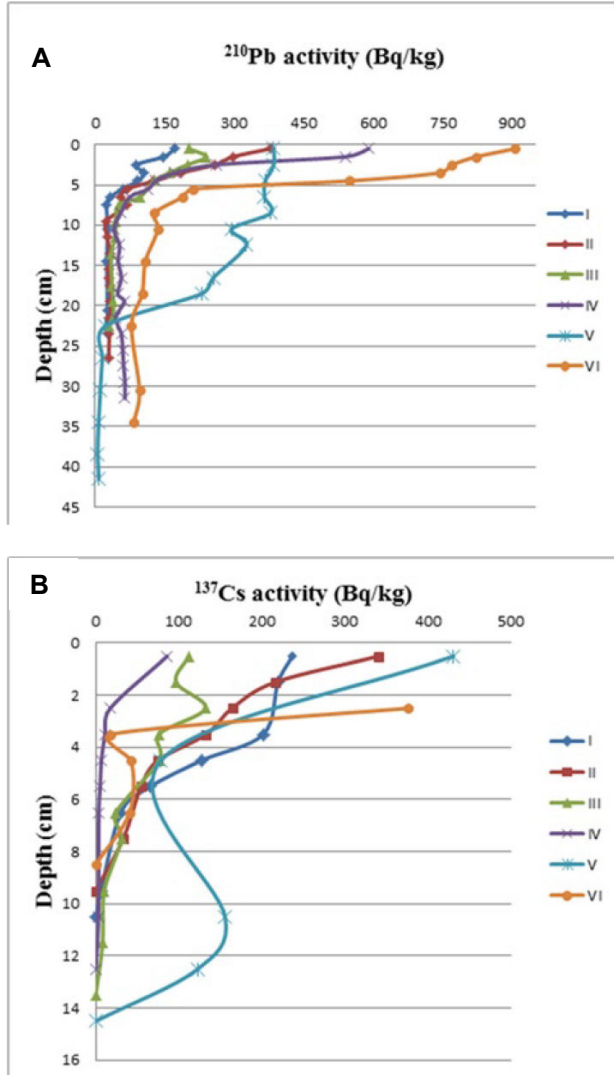 A
²¹⁰Pb activity (Bq/kg)
0 150 300 450 600 750 900
0
5
10
15
20
25
30
35
40
45
Depth (cm)
I
II
III
IV
V
VI
B
¹³⁷Cs activity (Bq/kg)
0 100 200 300 400 500
0
2
4
6
8
10
12
14
16
Depth (cm)
I
II
III
IV
V
VI